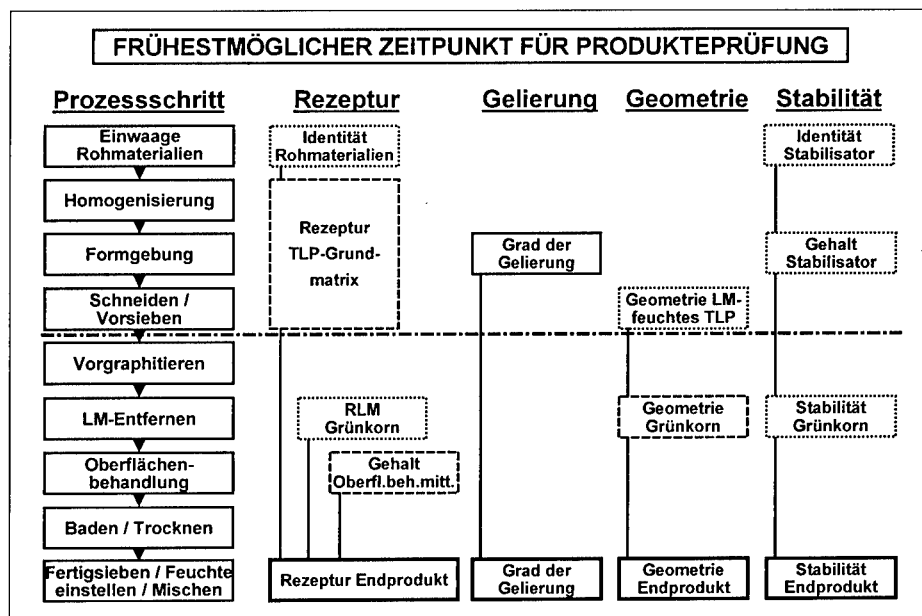 FRÜHESTMÖGLICHER ZEITPUNKT FÜR PRODUKTEPRÜFUNG
Prozessschritt
Rezeptur
Gelierung
Geometrie
Stabilität
Einwaage
Rohmaterialien
Identität
Rohmaterialien
Identität
Stabilisator
Homogenisierung
Rezeptur
TLP-Grund-
matrix
Formgebung
Grad der
Gelierung
Gehalt
Stabilisator
Schneiden /
Vorsieben
Geometrie LM-
feuchtes TLP
Vorgraphitieren
LM-Entfernen
RLM
Grünkorn
Geometrie
Grünkorn
Stabilität
Grünkorn
Oberflächen-
behandlung
Gehalt
Oberfl.beh.mitt.
Baden / Trocknen
Fertigsieben / Feuchte
einstellen / Mischen
Rezeptur Endprodukt
Grad der
Gelierung
Geometrie
Endprodukt
Stabilität
Endprodukt